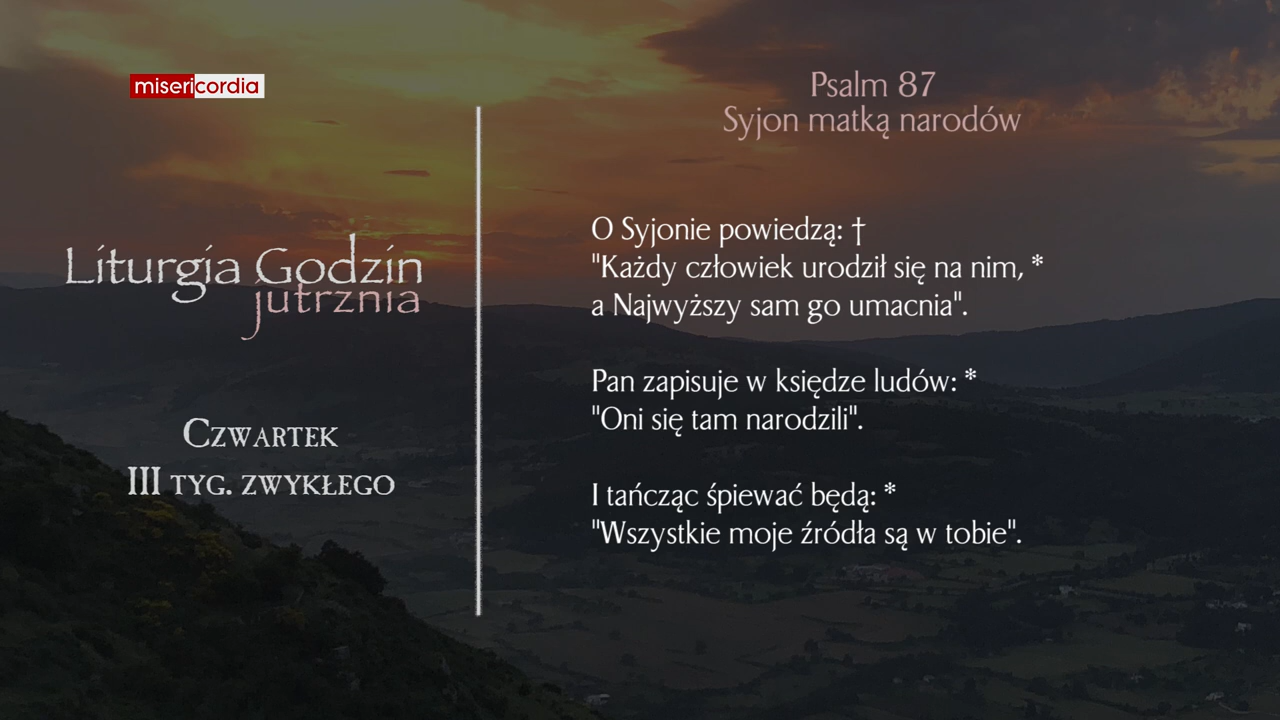 misericordia
Liturgia Godzin
jutrznia
Czwartek
III tyg. zwykłego
Psalm 87
Syjon matką narodów
O Syjonie powiedzą: †
"Każdy człowiek urodził się na nim, *
a Najwyższy sam go umacnia".
Pan zapisuje w księdze ludów: *
"Oni się tam narodzili".
I tańcząc śpiewać będą: *
"Wszystkie moje źródła są w tobie".